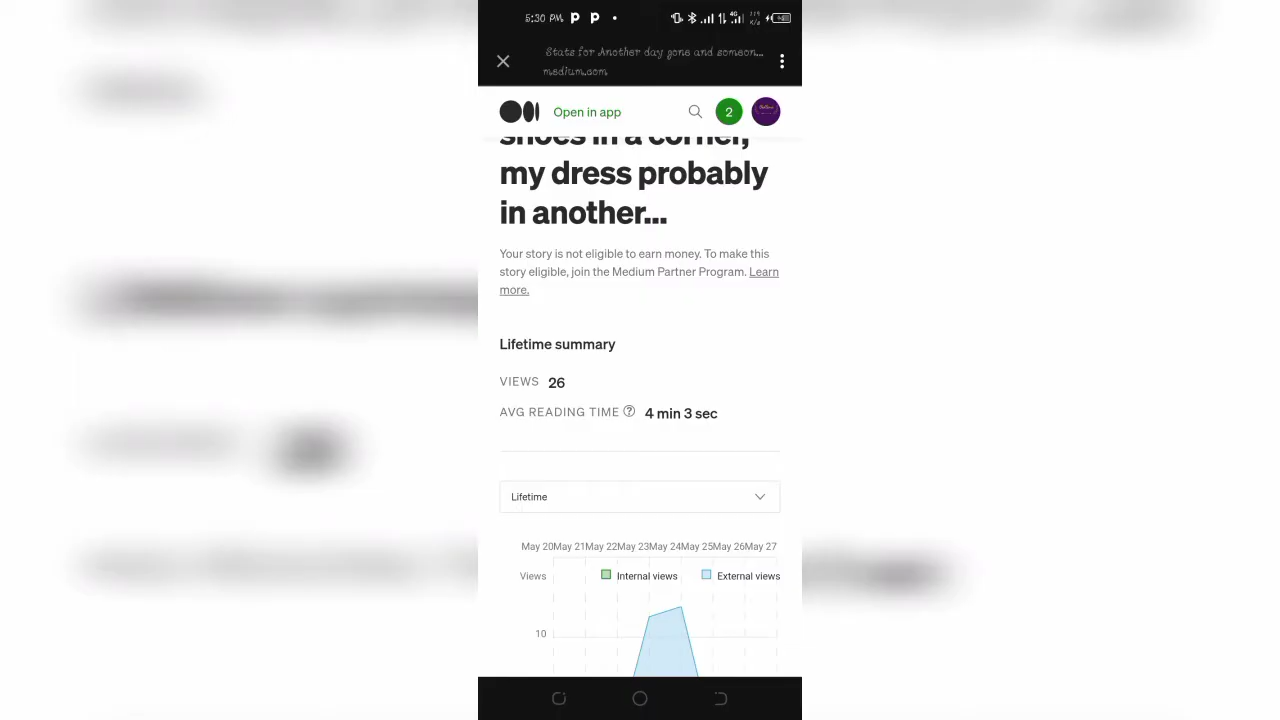 5:30 PM
4G
Stats for Another day gone and someon...
medium.com
Open in app
2
shoes in a corner,
my dress probably
in another...
Your story is not eligible to earn money. To make this
story eligible, join the Medium Partner Program. Learn
more.
Lifetime summary
VIEWS 26
AVG READING TIME ? 4 min 3 sec
Lifetime
May 20May 21May 22May 23May 24May 25May 26May 27
Views Internal views External views
10